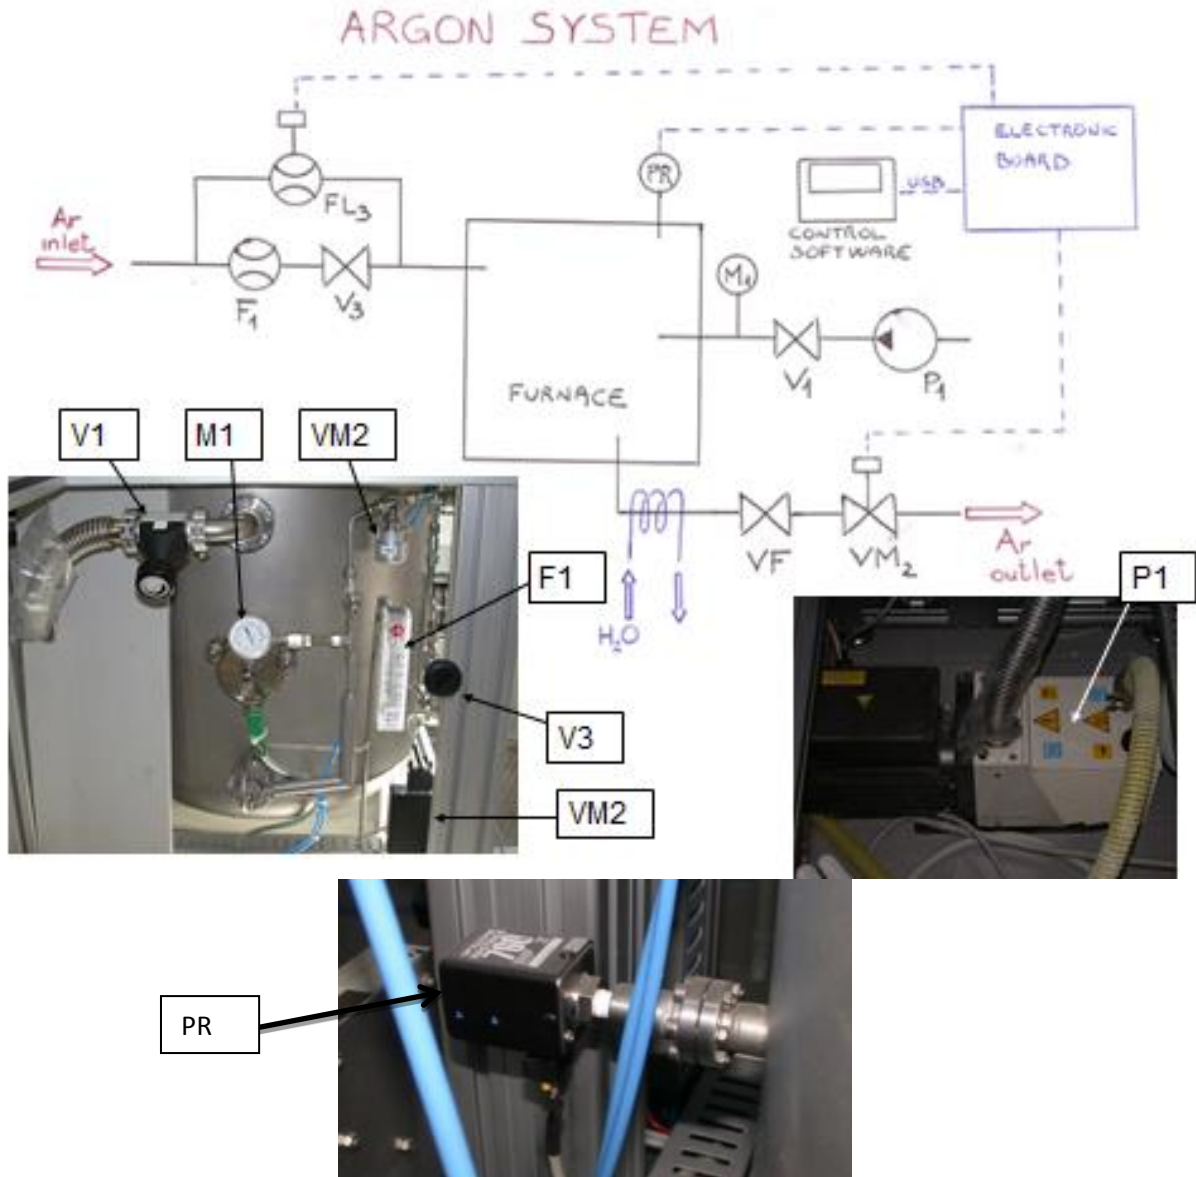 ARGON SYSTEM
ELECTRONIC
BOARD
PR
USB
FL3
CONTROL
SOFTWARE
Ar
inlet
M1
F1
V3
V1
P1
FURNACE
V1
M1
VM2
VF
VM2
Ar
outlet
H2O
F1
P1
V3
VM2
PR